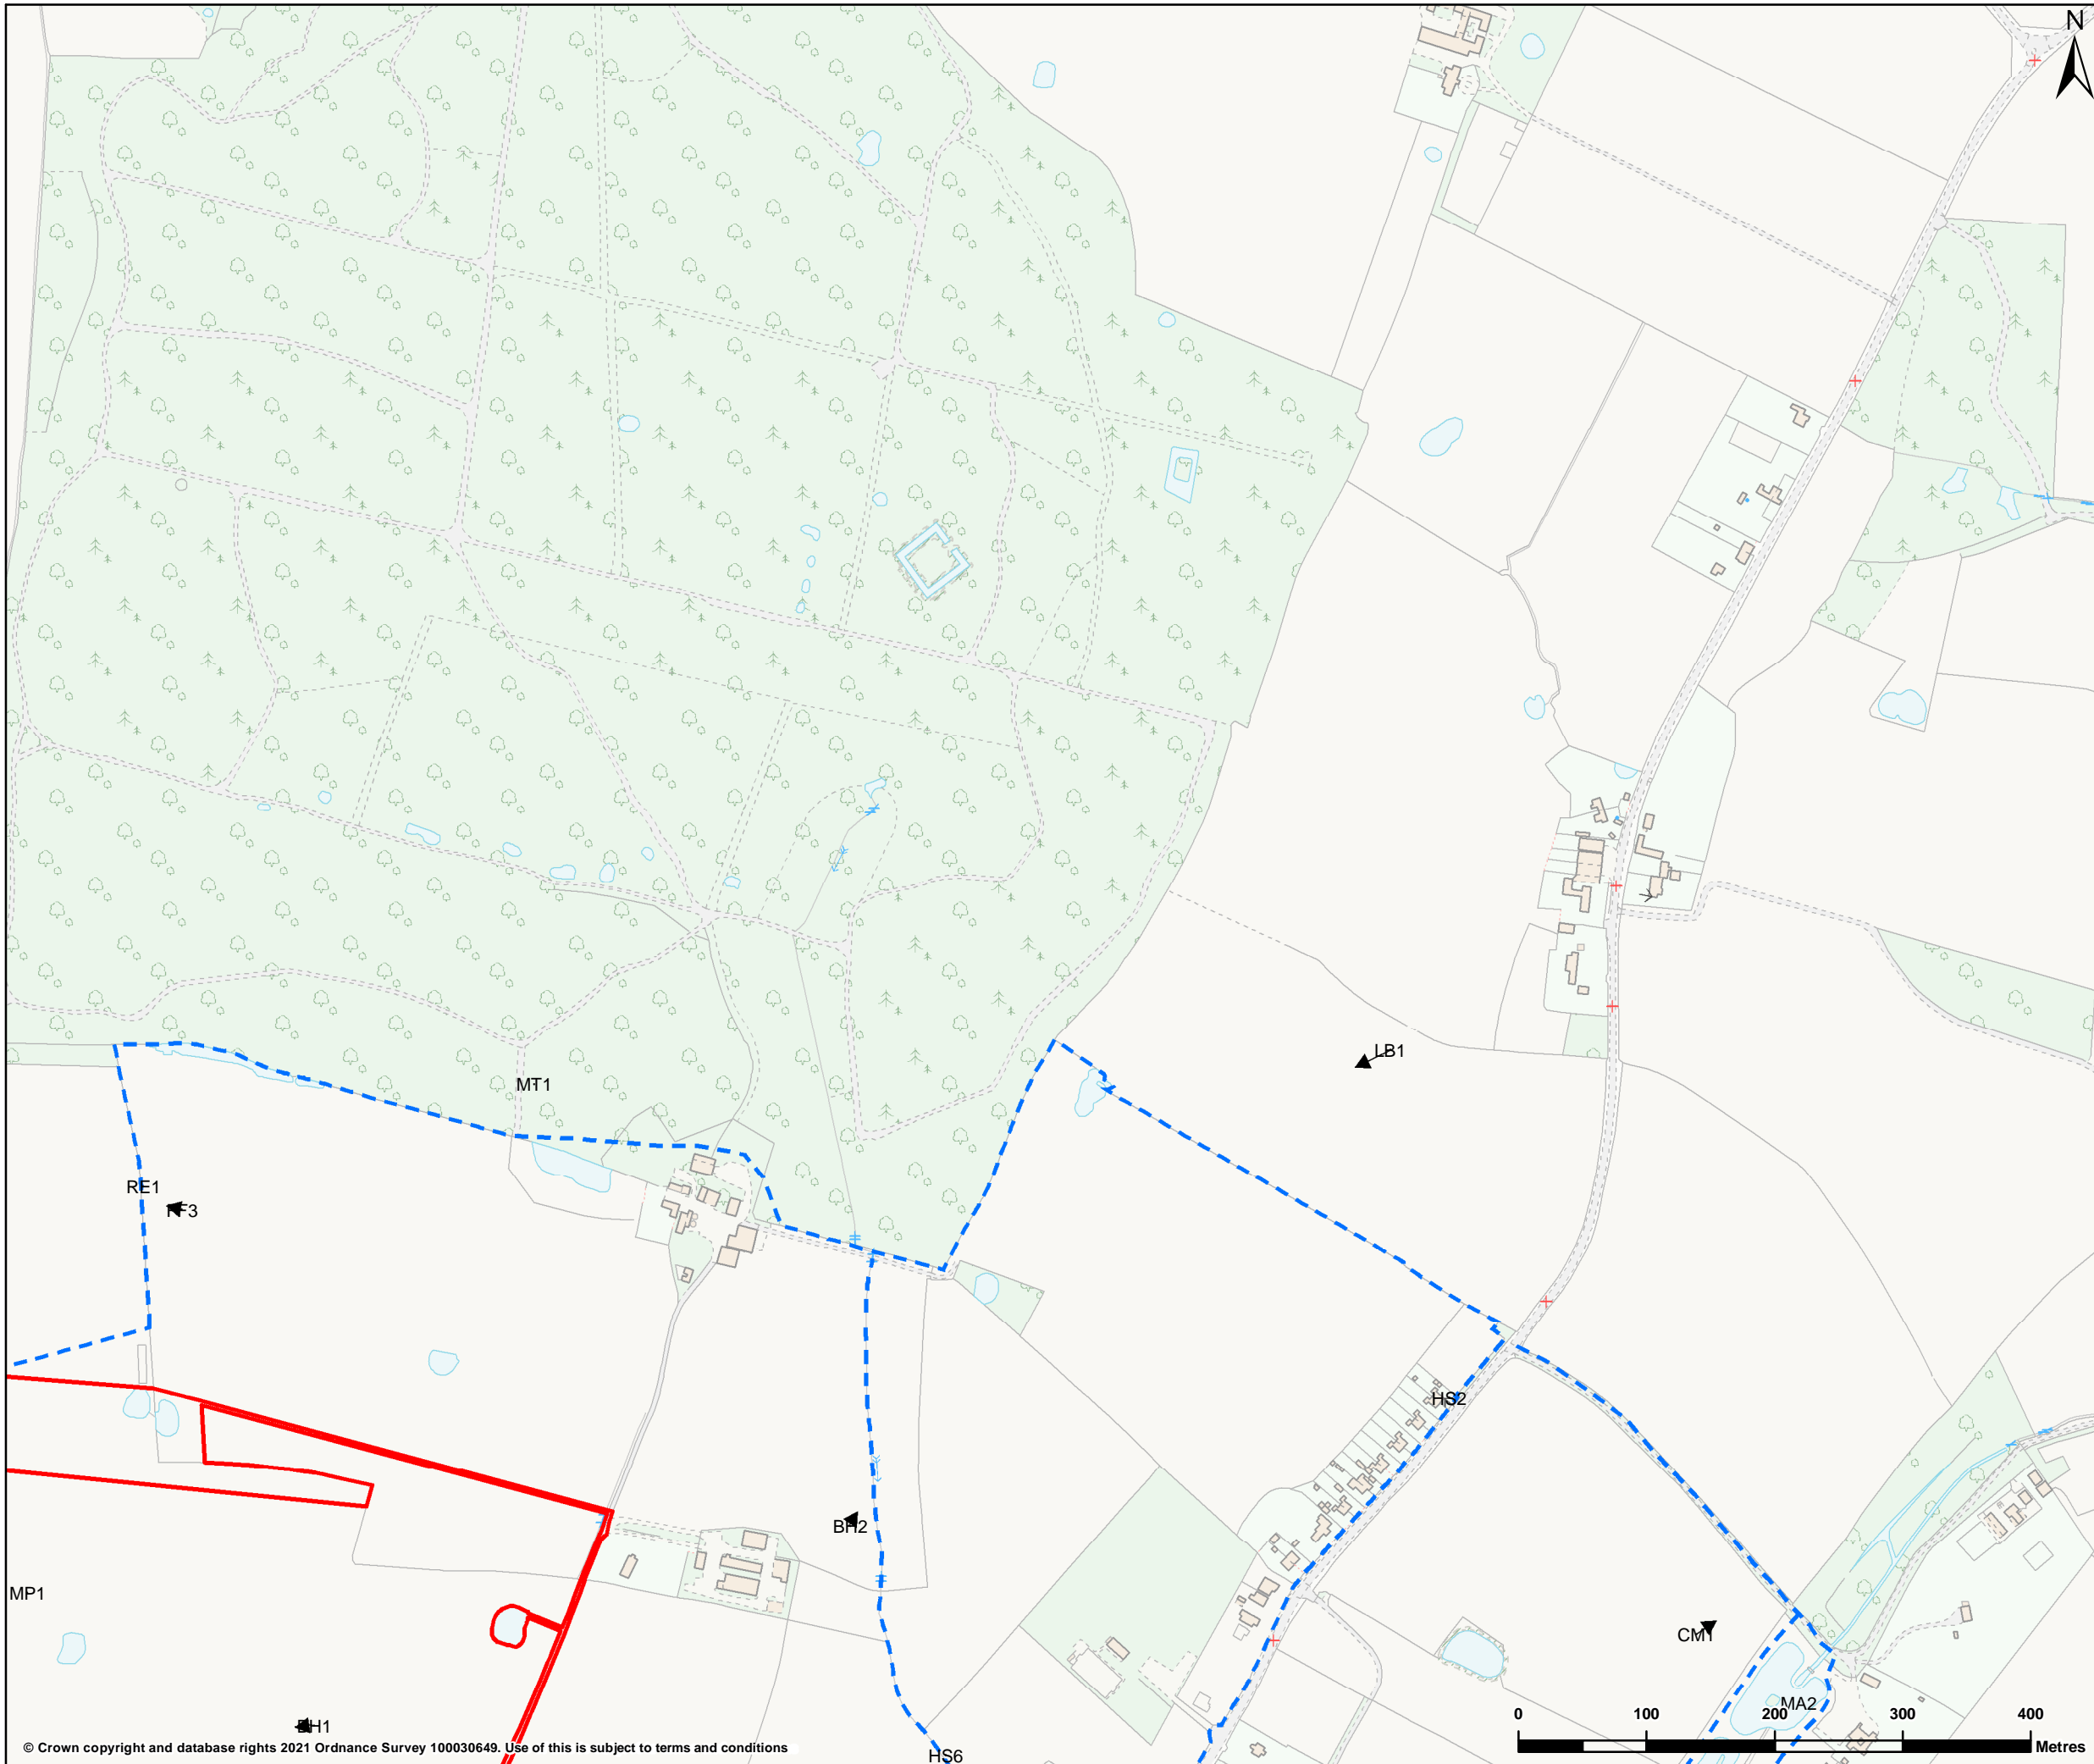 N
LB1
MT1
RE1
HS2
BH2
MP1
CM1
MA2
0 100 200 300 400
Metres
© Crown copyright and database rights 2021 Ordnance Survey 100030649. Use of this is subject to terms and conditions
HS6